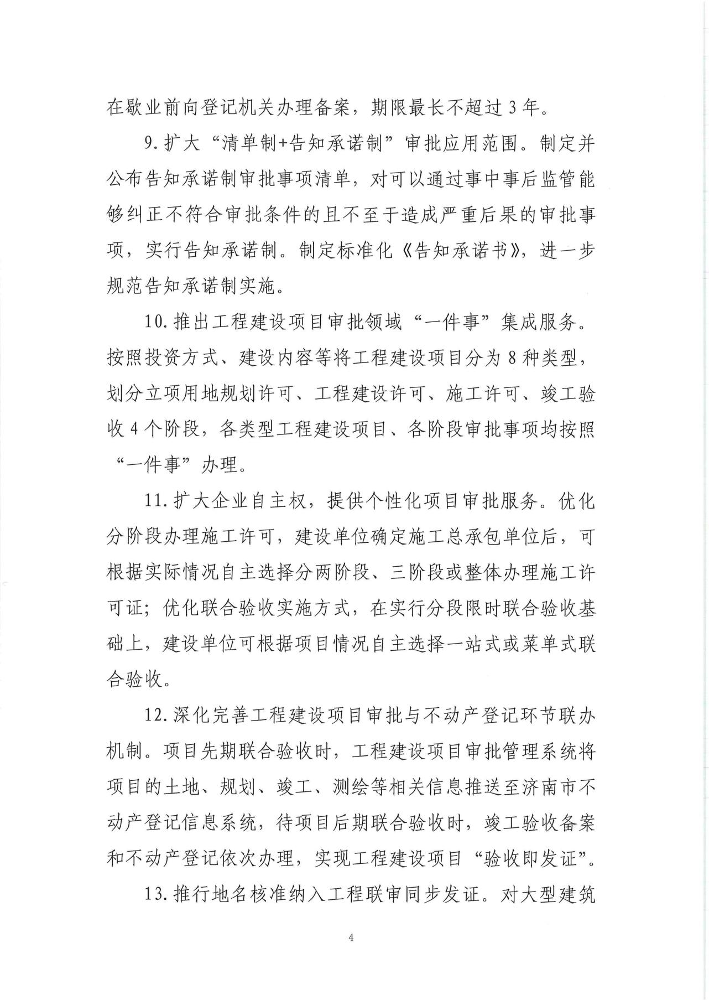 在歇业前向登记机关办理备案，期限最长不超过 3 年。
9. 扩大“清单制+告知承诺制”审批应用范围。制定并
公布告知承诺制审批事项清单，对可以通过事中事后监管能
够纠正不符合审批条件的且不至于造成严重后果的审批事
项，实行告知承诺制。制定标准化《告知承诺书》，进一步
规范告知承诺制实施。
10. 推出工程建设项目审批领域“一件事”集成服务。
按照投资方式、建设内容等将工程建设项目分为 8 种类型，
划分立项用地规划许可、工程建设许可、施工许可、竣工验
收 4 个阶段，各类型工程建设项目、各阶段审批事项均按照
“一件事”办理。
11. 扩大企业自主权，提供个性化项目审批服务。优化
分阶段办理施工许可，建设单位确定施工总承包单位后，可
根据实际情况自主选择分两阶段、三阶段或整体办理施工许
可证；优化联合验收实施方式，在实行分段限时联合验收基
础上，建设单位可根据项目情况自主选择一站式或菜单式联
合验收。
12. 深化完善工程建设项目审批与不动产登记环节联办
机制。项目先期联合验收时，工程建设项目审批管理系统将
项目的土地、规划、竣工、测绘等相关信息推送至济南市不
动产登记信息系统，待项目后期联合验收时，竣工验收备案
和不动产登记依次办理，实现工程建设项目“验收即发证”。
13. 推行地名核准纳入工程联审同步发证。对大型建筑
4